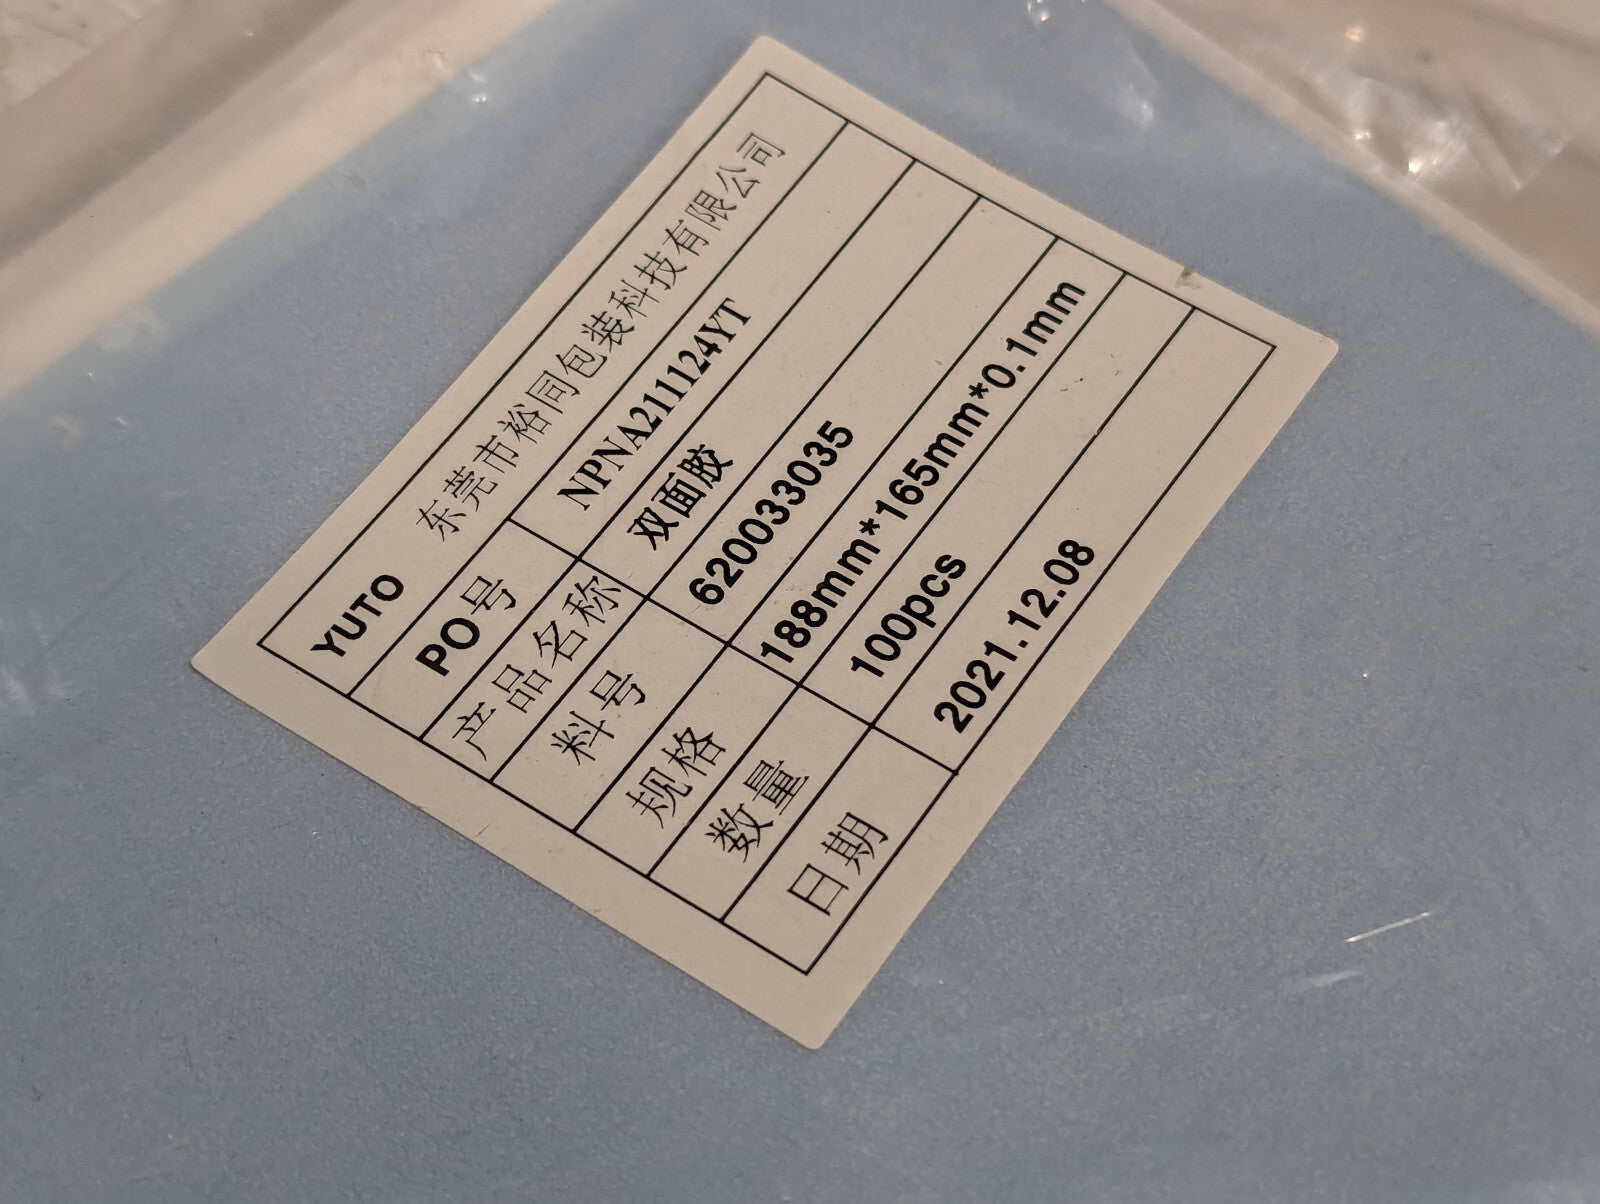 YUTO 东莞市裕同包装科技有限公司
PO号 NPNA211124YT
产品名称 双面胶
料号 6200033035
规格 188mm*165mm*0.1mm
数量 100pcs
日期 2021.12.08